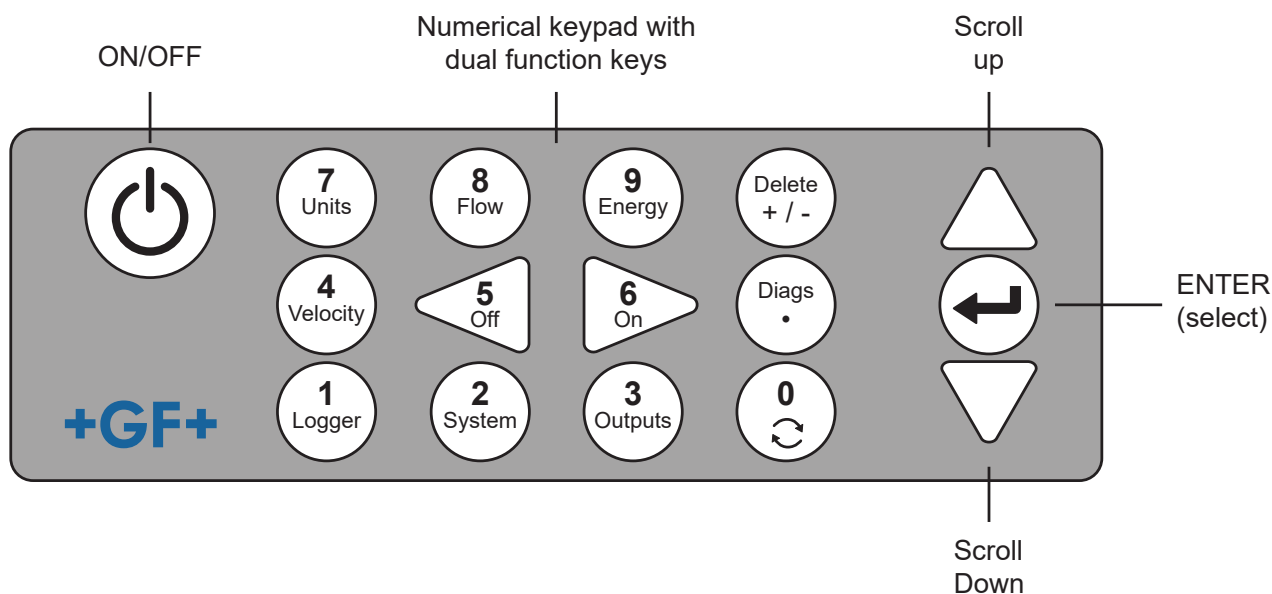 Numerical keypad with
dual function keys
ON/OFF
Scroll
up
7
Units
8
Flow
9
Energy
Delete
+ / -
4
Velocity
5
Off
6
On
Diags
•
ENTER
(select)
1
Logger
2
System
3
Outputs
0
+GF+
Scroll
Down